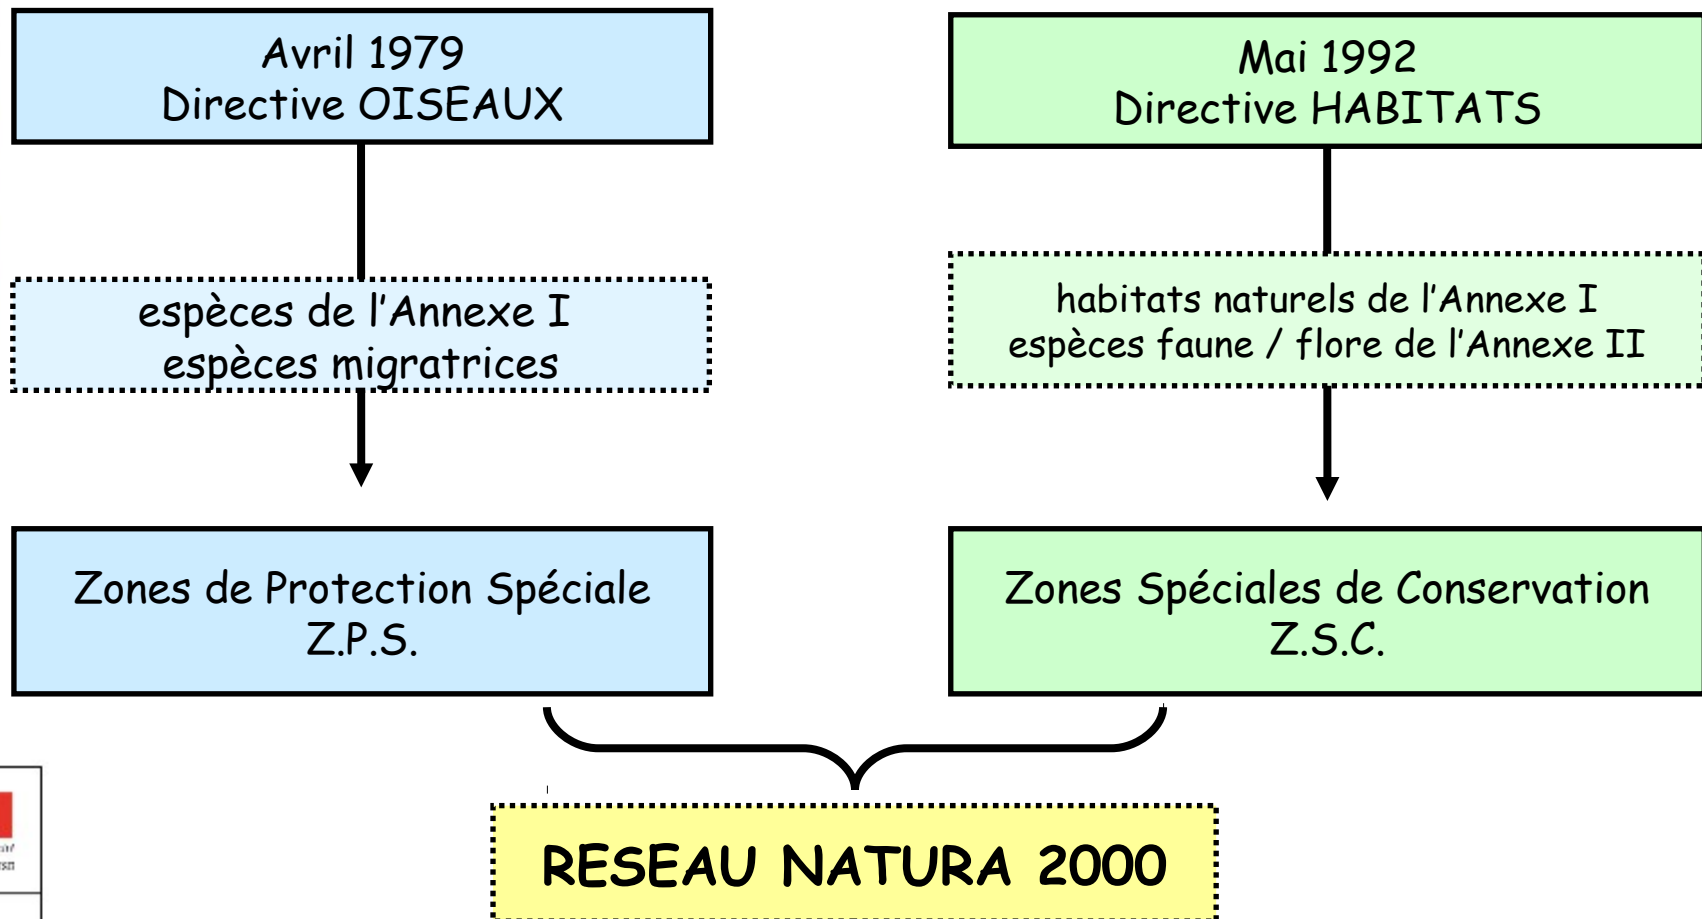 Avril 1979
Directive OISEAUX
Mai 1992
Directive HABITATS
espèces de l'Annexe I
espèces migratrices
habitats naturels de l'Annexe I
espèces faune / flore de l'Annexe II
Zones de Protection Spéciale
Z.P.S.
Zones Spéciales de Conservation
Z.S.C.
RESEAU NATURA 2000